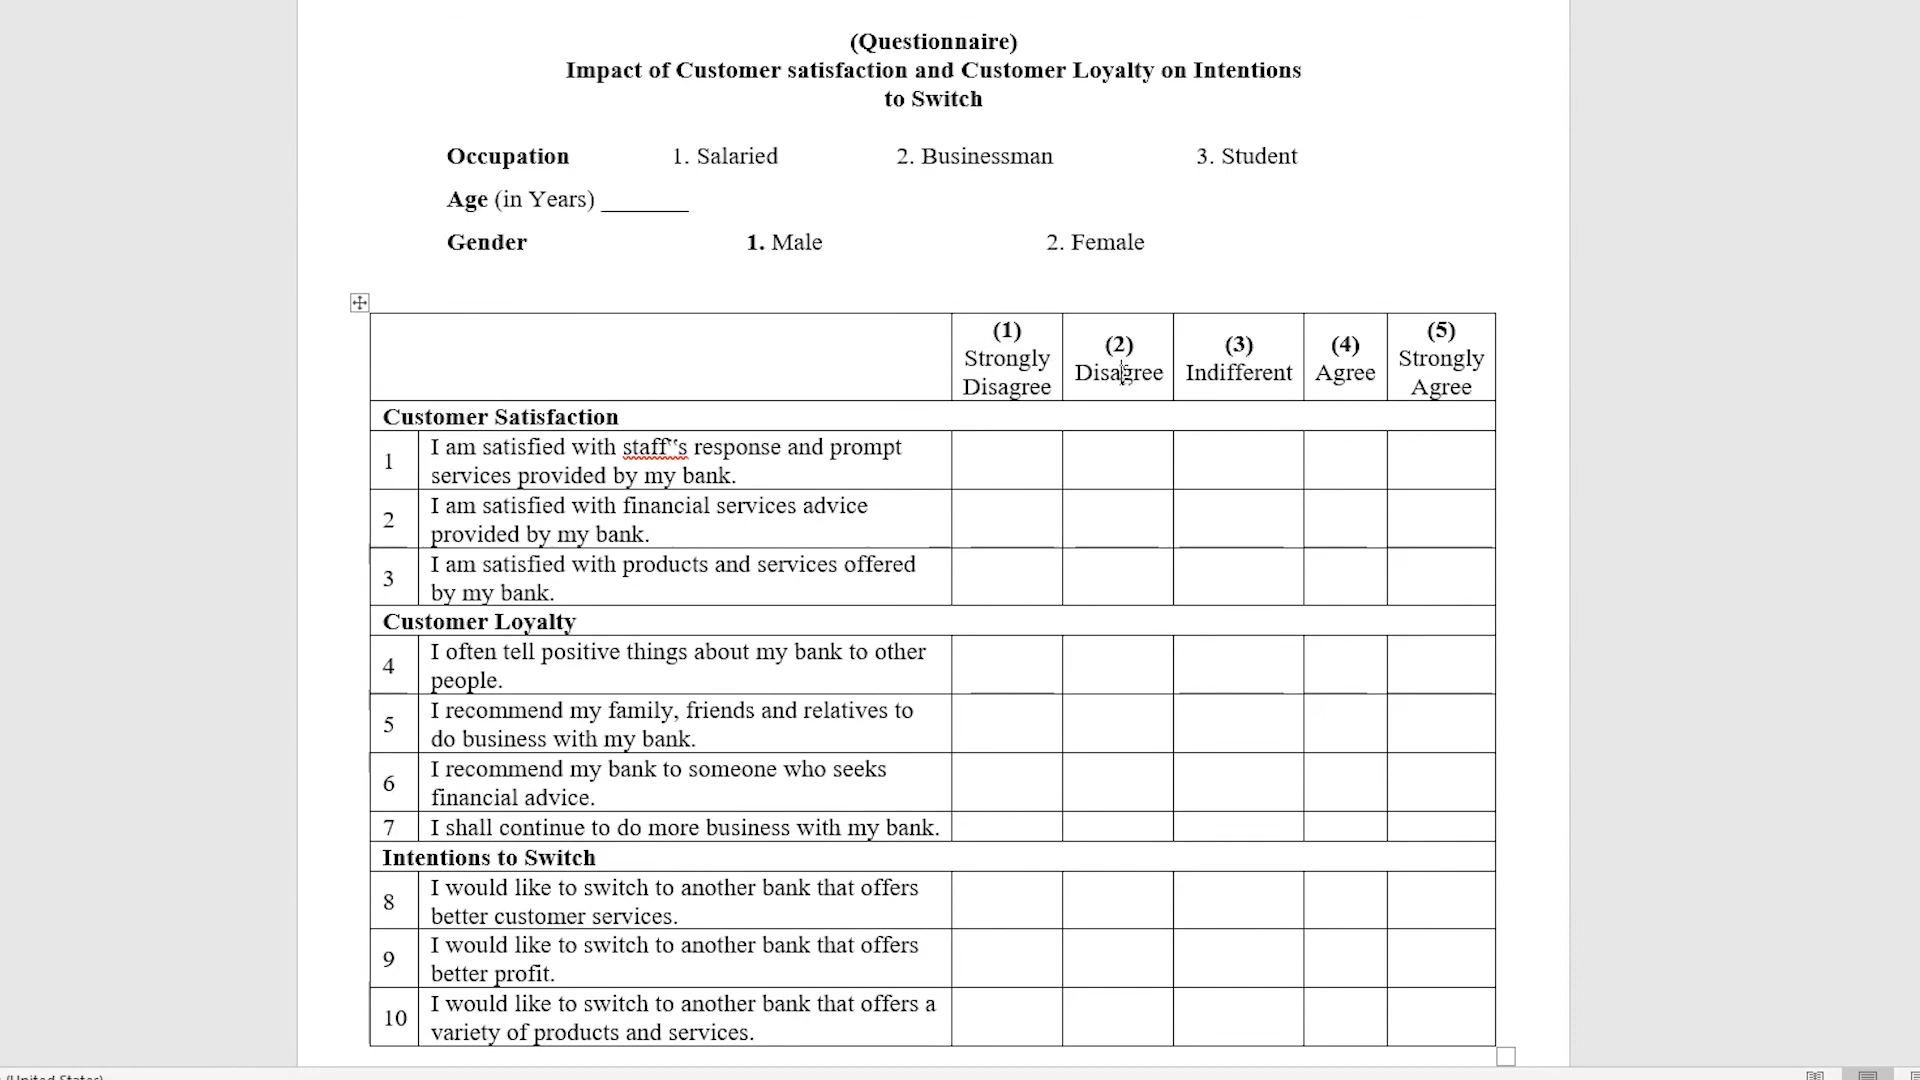 (Questionnaire)
Impact of Customer satisfaction and Customer Loyalty on Intentions
to Switch
Occupation 1. Salaried 2. Businessman 3. Student
Age (in Years) _______
Gender 1. Male 2. Female
(1) Strongly Disagree (2) Disagree (3) Indifferent (4) Agree (5) Strongly Agree
Customer Satisfaction
1 I am satisfied with staff‟s response and prompt
services provided by my bank.
2 I am satisfied with financial services advice
provided by my bank.
3 I am satisfied with products and services offered
by my bank.
Customer Loyalty
4 I often tell positive things about my bank to other
people.
5 I recommend my family, friends and relatives to
do business with my bank.
6 I recommend my bank to someone who seeks
financial advice.
7 I shall continue to do more business with my bank.
Intentions to Switch
8 I would like to switch to another bank that offers
better customer services.
9 I would like to switch to another bank that offers
better profit.
10 I would like to switch to another bank that offers a
variety of products and services.
(United States)